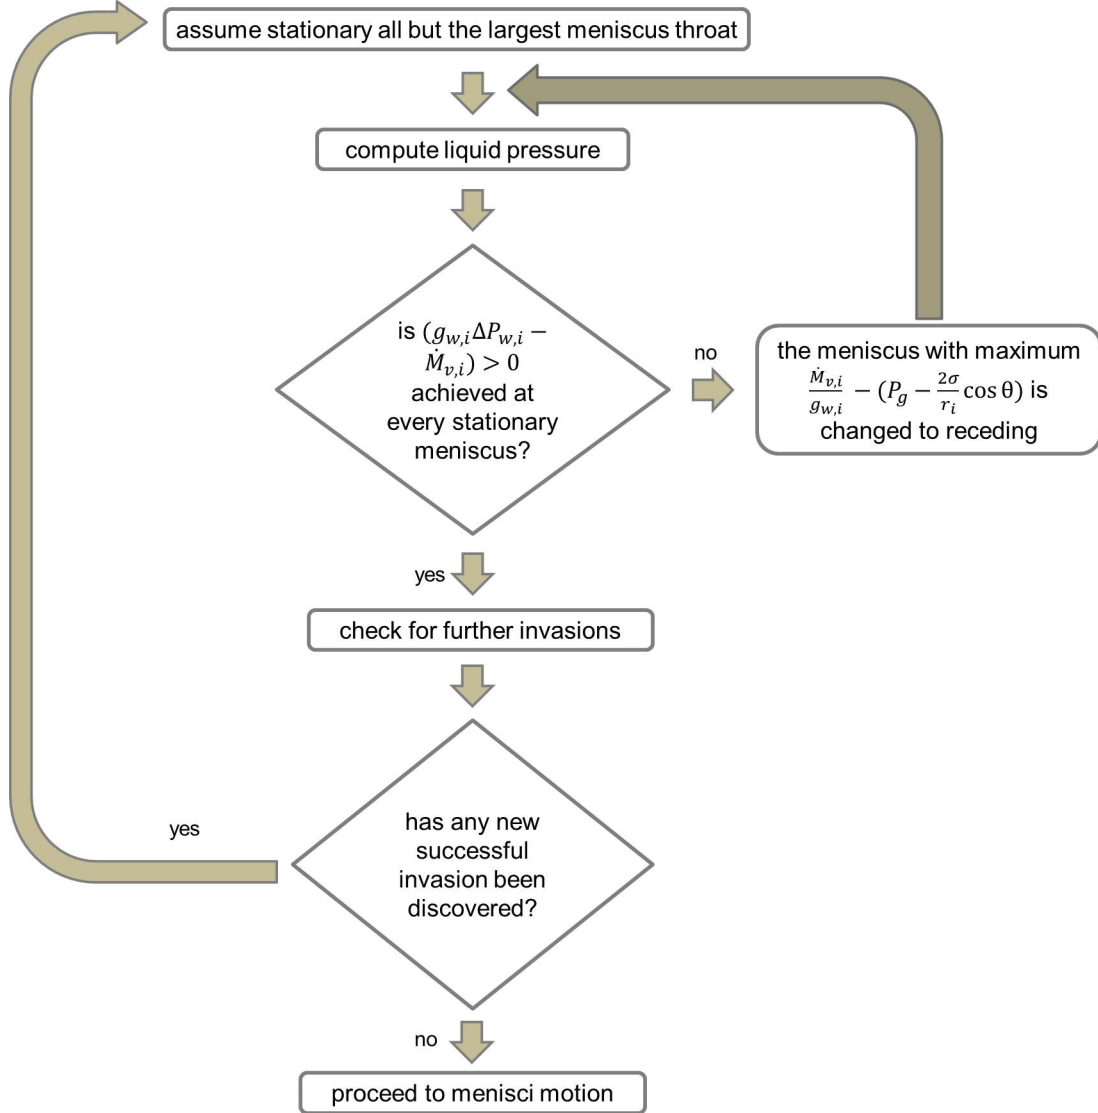 assume stationary all but the largest meniscus throat
compute liquid pressure
is (g_{w,i}ΔP_{w,i} −
Ṁ_{v,i}) > 0
achieved at
every stationary
meniscus?
no
the meniscus with maximum
Ṁ_{v,i}/g_{w,i} − (P_g − 2σ/r_i cos θ) is
changed to receding
yes
check for further invasions
yes
has any new
successful
invasion been
discovered?
no
proceed to menisci motion